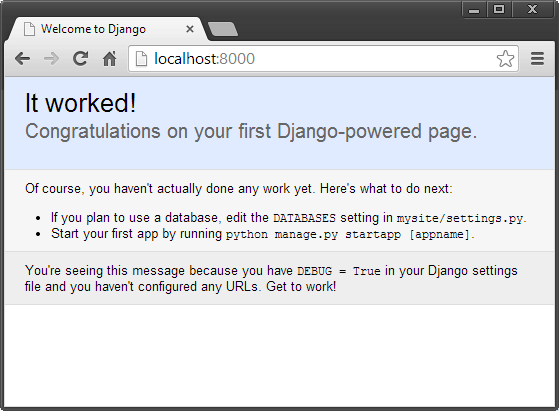 Welcome to Django
localhost:8000
It worked!
Congratulations on your first Django-powered page.
Of course, you haven't actually done any work yet. Here's what to do next:
If you plan to use a database, edit the DATABASES setting in mysite/settings.py.
Start your first app by running python manage.py startapp [appname].
You're seeing this message because you have DEBUG = True in your Django settings
file and you haven't configured any URLs. Get to work!